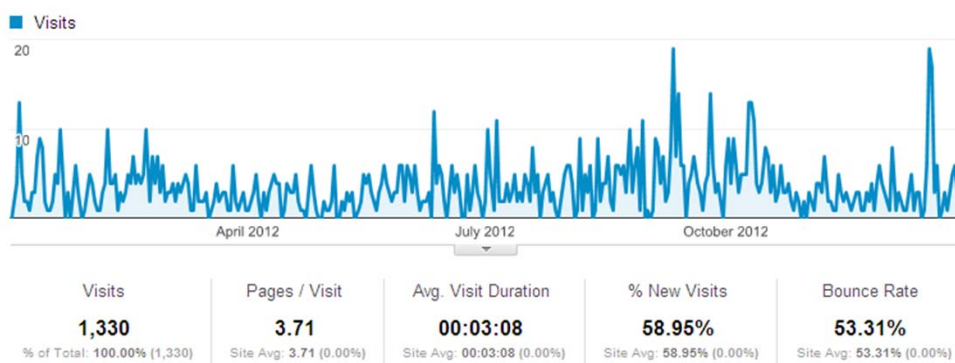 Visits
20
10
April 2012 July 2012 October 2012
Visits Pages / Visit Avg. Visit Duration % New Visits Bounce Rate
1,330 3.71 00:03:08 58.95% 53.31%
% of Total: 100.00% (1,330) Site Avg: 3.71 (0.00%) Site Avg: 00:03:08 (0.00%) Site Avg: 58.95% (0.00%) Site Avg: 53.31% (0.00%)